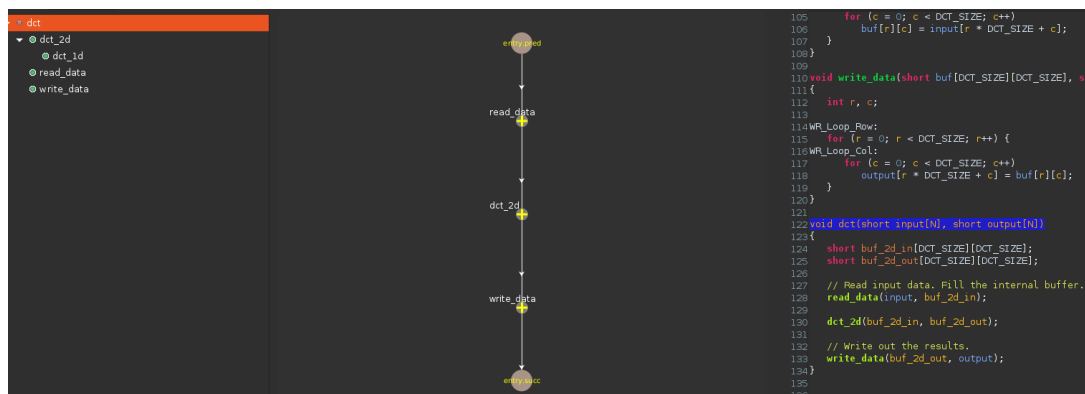 dct
dct_2d
dct_1d
read_data
write_data
entry.pred
read_data
dct_2d
write_data
entry.succ
105 for (c = 0; c < DCT_SIZE; c++)
106 buf[r][c] = input[r * DCT_SIZE + c];
107 }
108 }
109
110 void write_data(short buf[DCT_SIZE][DCT_SIZE], s
111 {
112 int r, c;
113
114 WR_Loop_Row:
115 for (r = 0; r < DCT_SIZE; r++) {
116 WR_Loop_Col:
117 for (c = 0; c < DCT_SIZE; c++)
118 output[r * DCT_SIZE + c] = buf[r][c];
119 }
120 }
121
122 void dct(short input[N], short output[N])
123 {
124 short buf_2d_in[DCT_SIZE][DCT_SIZE];
125 short buf_2d_out[DCT_SIZE][DCT_SIZE];
126
127 // Read input data. Fill the internal buffer.
128 read_data(input, buf_2d_in);
129
130 dct_2d(buf_2d_in, buf_2d_out);
131
132 // Write out the results.
133 write_data(buf_2d_out, output);
134 }
135